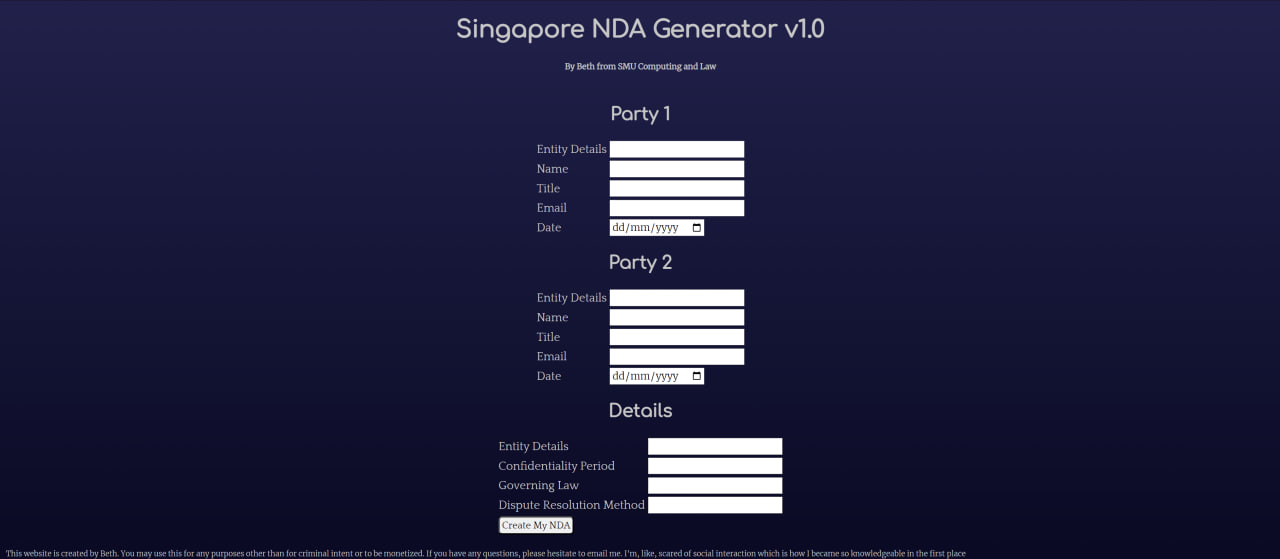 Singapore NDA Generator v1.0
By Beth from SMU Computing and Law
Party 1
Entity Details
Name
Title
Email
Date dd/mm/yyyy
Party 2
Entity Details
Name
Title
Email
Date dd/mm/yyyy
Details
Entity Details
Confidentiality Period
Governing Law
Dispute Resolution Method
Create My NDA
This website is created by Beth. You may use this for any purposes other than for criminal intent or to be monetized. If you have any questions, please hesitate to email me. I'm, like, scared of social interaction which is how I became so knowledgeable in the first place